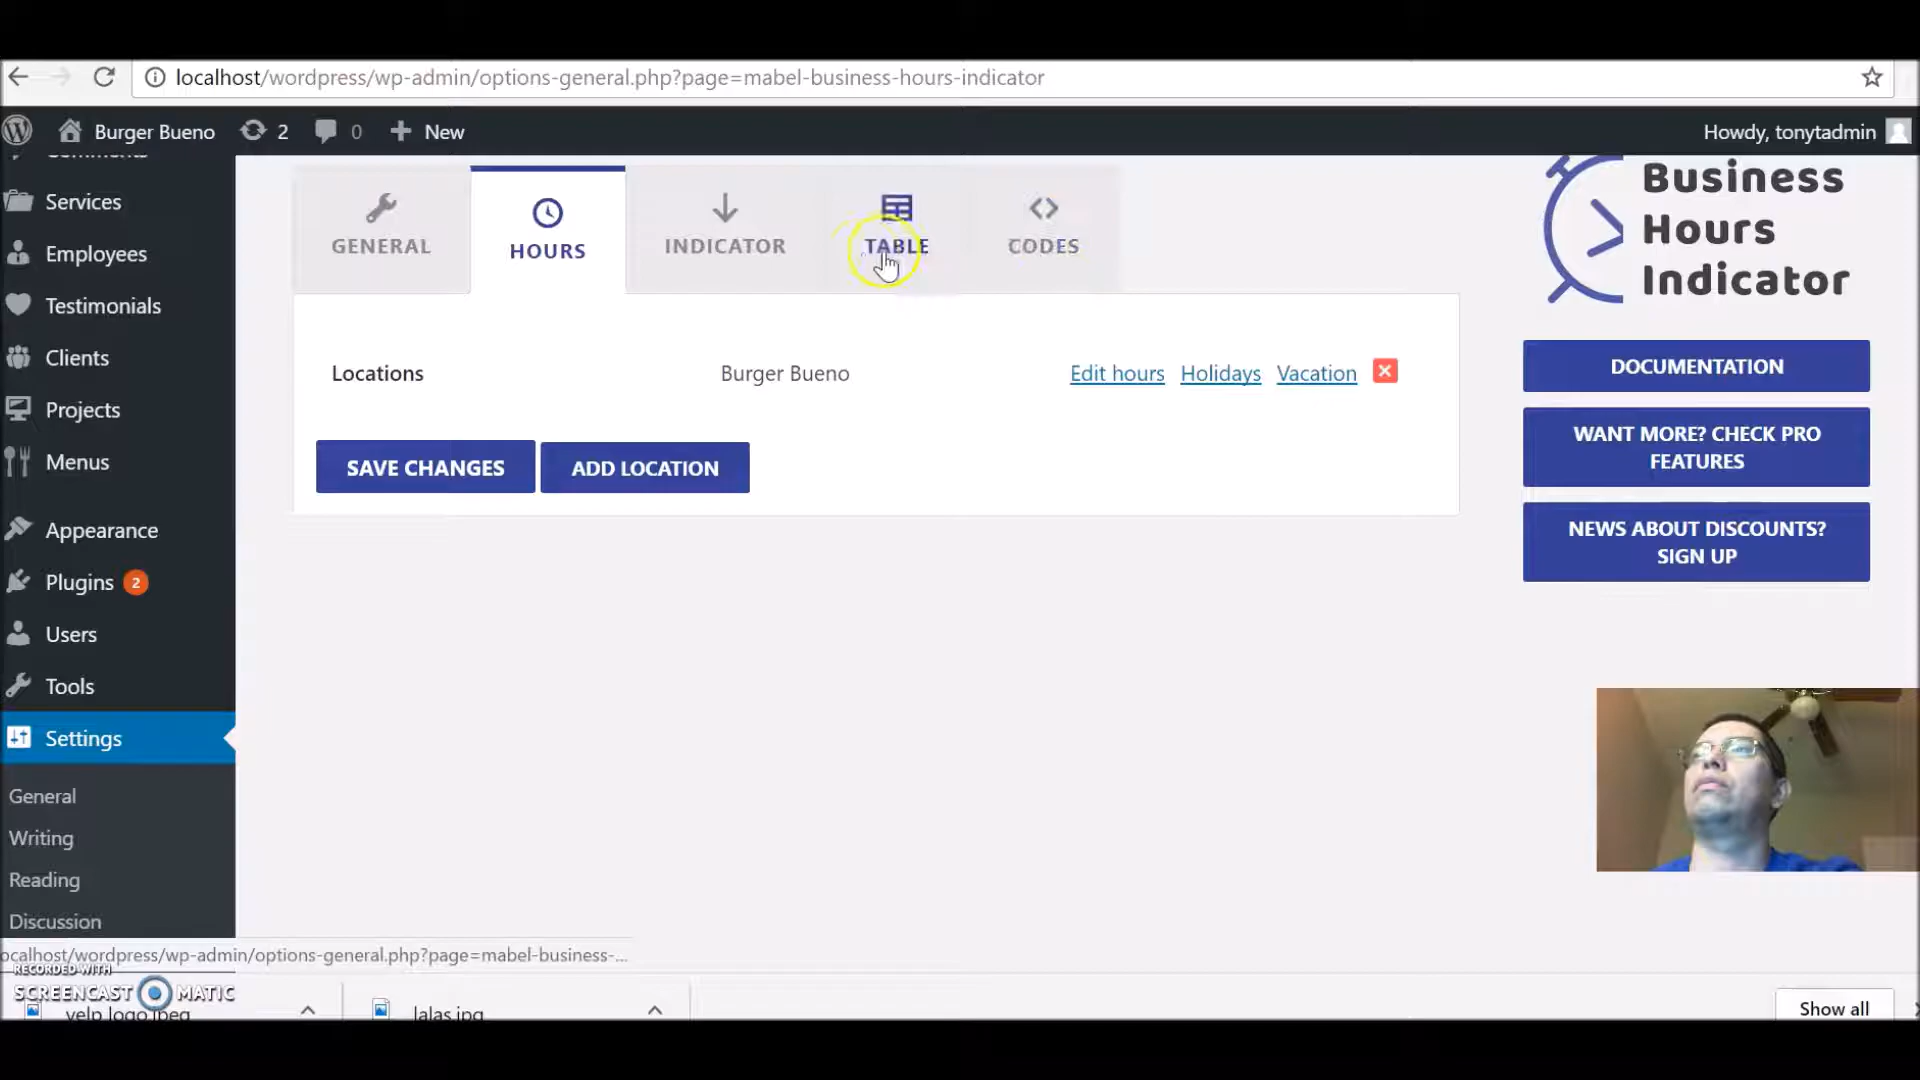 localhost/wordpress/wp-admin/options-general.php?page=mabel-business-hours-indicator
Burger Bueno 2 0 New Howdy, tonytadmin
Comments
Services
Employees
Testimonials
Clients
Projects
Menus
Appearance
Plugins 2
Users
Tools
Settings
General
Writing
Reading
Discussion
GENERAL HOURS INDICATOR TABLE CODES
Locations Burger Bueno Edit hours Holidays Vacation
SAVE CHANGES ADD LOCATION
Business
Hours
Indicator
DOCUMENTATION
WANT MORE? CHECK PRO
FEATURES
NEWS ABOUT DISCOUNTS?
SIGN UP
ocalhost/wordpress/wp-admin/options-general.php?page=mabel-business-...
RECORDED WITH
SCREENCAST MATIC
yelp logo.jpeg lalas.jpg Show all